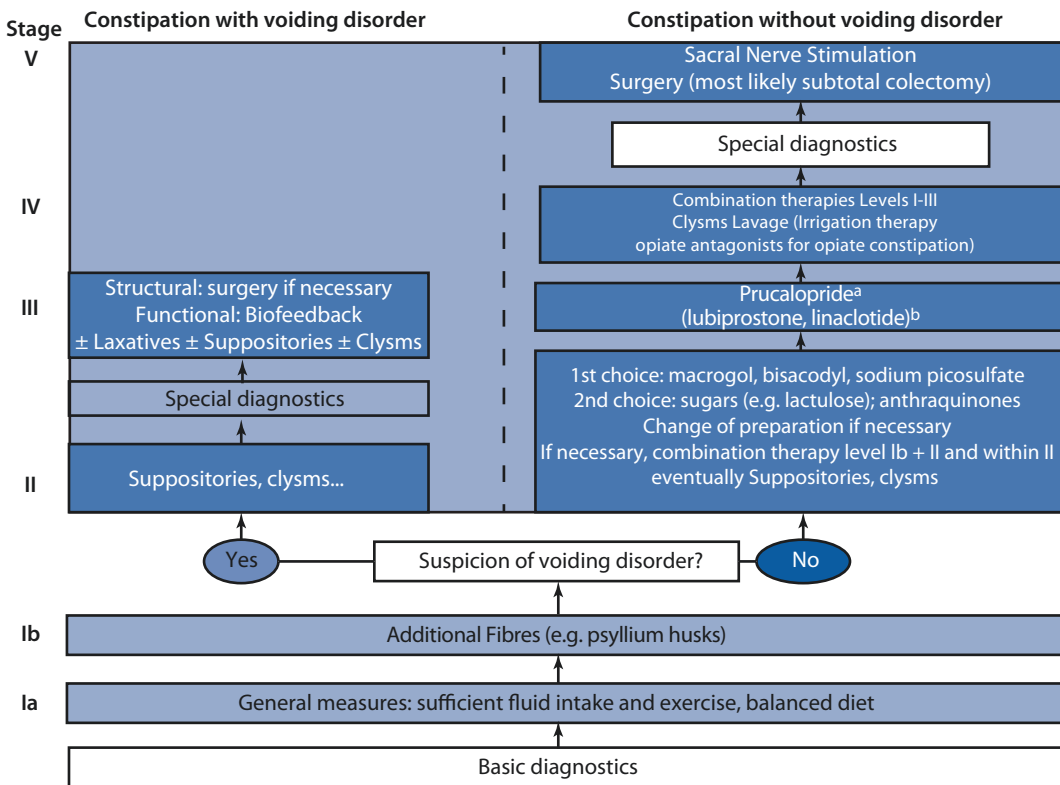 Constipation with voiding disorder
Constipation without voiding disorder
Stage
V
Sacral Nerve Stimulation
Surgery (most likely subtotal colectomy)
Special diagnostics
IV
Combination therapies Levels I-III
Clysms Lavage (Irrigation therapy
opiate antagonists for opiate constipation)
III
Structural: surgery if necessary
Functional: Biofeedback
± Laxatives ± Suppositories ± Clysms
Prucaloprideᵃ
(lubiprostone, linaclotide)ᵇ
Special diagnostics
1st choice: macrogol, bisacodyl, sodium picosulfate
2nd choice: sugars (e.g. lactulose); anthraquinones
Change of preparation if necessary
If necessary, combination therapy level Ib + II and within II
eventually Suppositories, clysms
II
Suppositories, clysms...
Yes
Suspicion of voiding disorder?
No
Ib
Additional Fibres (e.g. psyllium husks)
Ia
General measures: sufficient fluid intake and exercise, balanced diet
Basic diagnostics